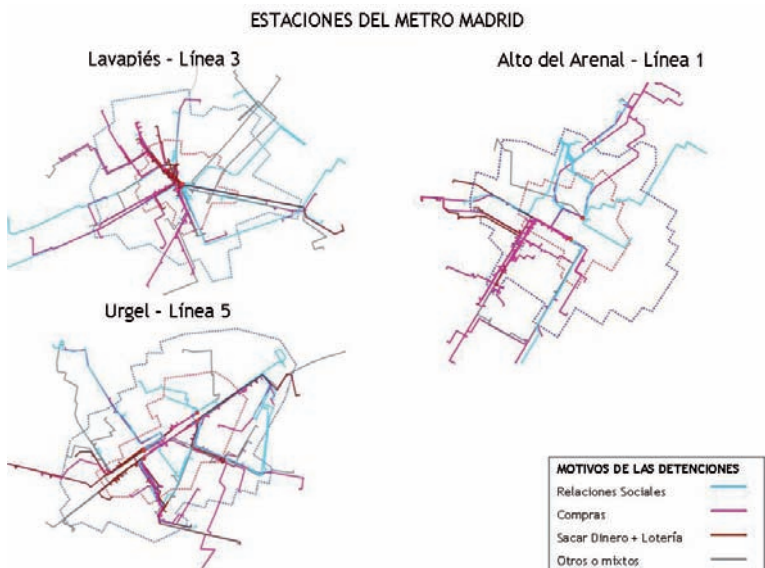 ESTACIONES DEL METRO MADRID
Lavapiés - Línea 3
Alto del Arenal - Línea 1
Urgel - Línea 5
MOTIVOS DE LAS DETENCIONES
Relaciones Sociales
Compras
Sacar Dinero + Lotería
Otros o mixtos